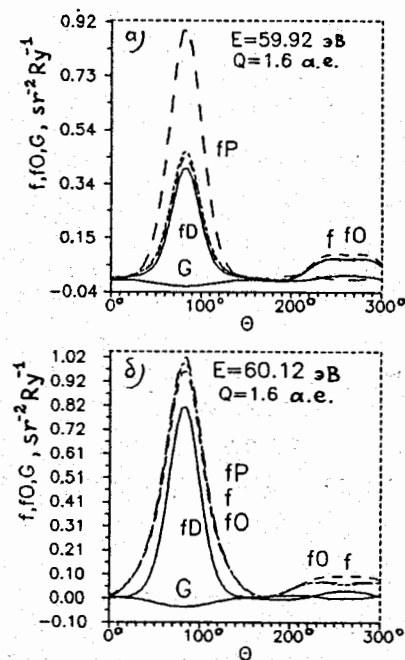 0.92
а)
E=59.92 эВ
Q=1.6 а.е.
0.73
0.54
0.34
0.15
−0.04
f,fO,G, sr⁻²Ry⁻¹
fP
fD
G
f fO
0° 100° 200° 300°
Θ
1.02
б)
E=60.12 эВ
Q=1.6 а.е.
0.92
0.82
0.72
0.61
0.51
0.41
0.31
0.21
0.10
0.00
−0.10
f,fO,G, sr⁻²Ry⁻¹
fP
f
fO
fD
G
fO f
0° 100° 200° 300°
Θ